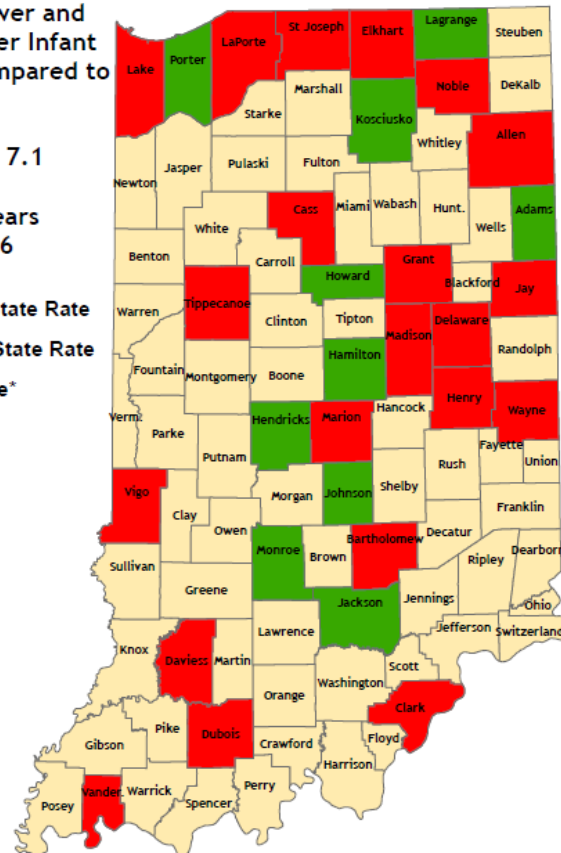 ver and
er Infant
mpared to
7.1
ears
6
tate Rate
State Rate
e*
Lake
Porter
LaPorte
St Joseph
Elkhart
Lagrange
Steuben
Noble
DeKalb
Marshall
Starke
Kosciusko
Whitley
Allen
Newton
Jasper
Pulaski
Fulton
Miami
Wabash
Hunt.
Wells
Adams
White
Cass
Benton
Carroll
Howard
Grant
Blackford
Jay
Warren
Tippecanoe
Clinton
Tipton
Madison
Delaware
Randolph
Fountain
Montgomery
Boone
Hamilton
Henry
Wayne
Verm.
Parke
Putnam
Hendricks
Marion
Hancock
Rush
Fayette
Union
Vigo
Clay
Owen
Morgan
Johnson
Shelby
Franklin
Sullivan
Greene
Monroe
Brown
Bartholomew
Decatur
Ripley
Dearborn
Jackson
Jennings
Ohio
Jefferson
Switzerland
Knox
Daviess
Martin
Lawrence
Orange
Washington
Scott
Clark
Gibson
Pike
Dubois
Crawford
Floyd
Harrison
Posey
Vander.
Warrick
Spencer
Perry